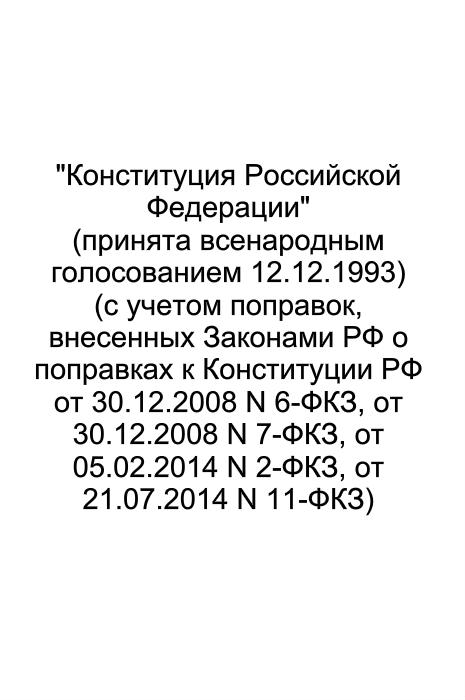 "Конституция Российской
Федерации"
(принята всенародным
голосованием 12.12.1993)
(с учетом поправок,
внесенных Законами РФ о
поправках к Конституции РФ
от 30.12.2008 N 6-ФКЗ, от
30.12.2008 N 7-ФКЗ, от
05.02.2014 N 2-ФКЗ, от
21.07.2014 N 11-ФКЗ)